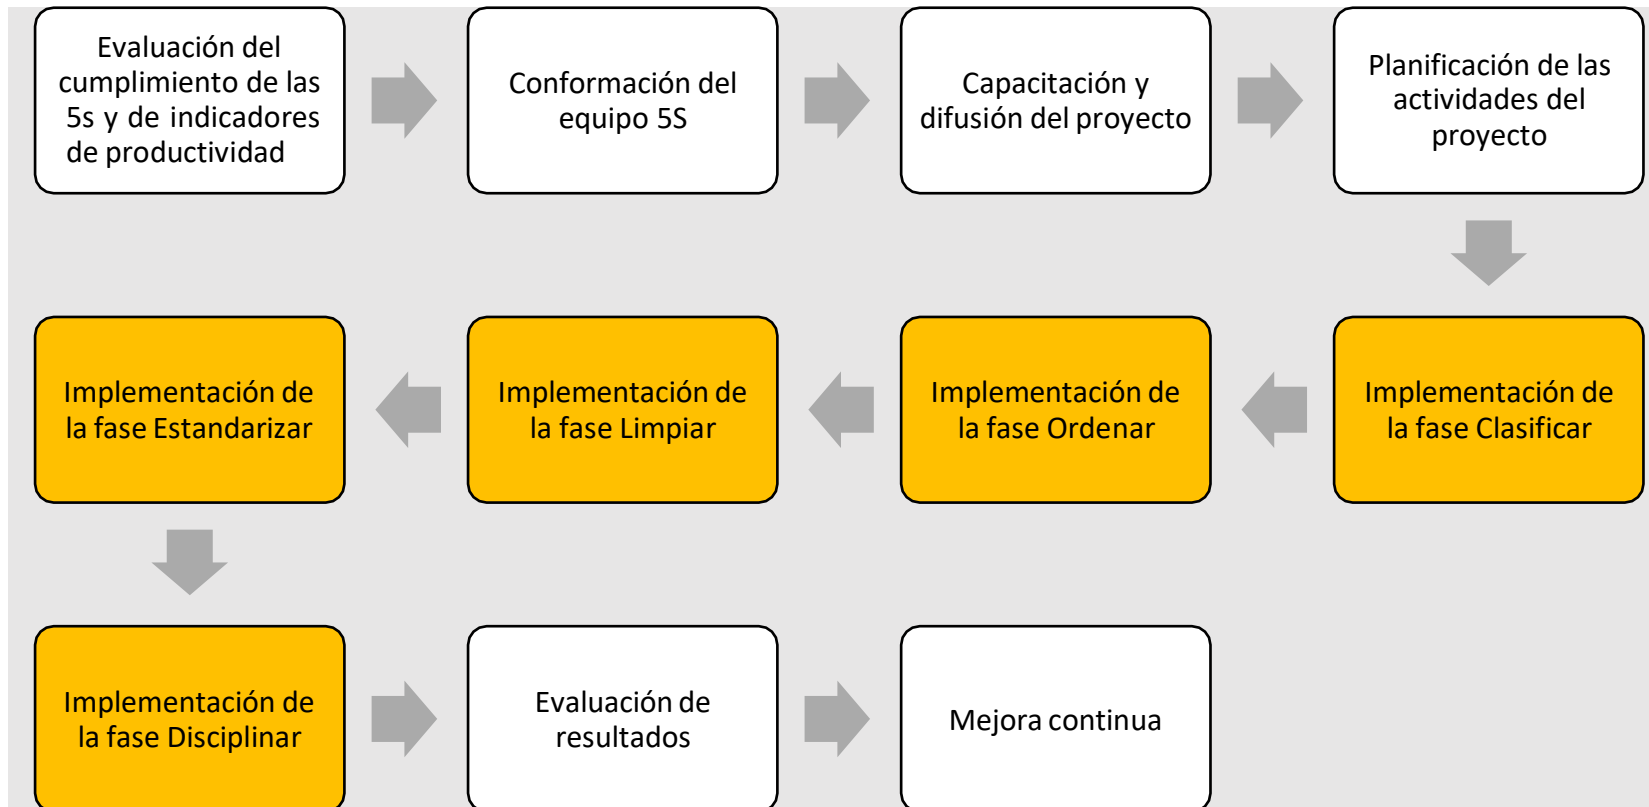 Evaluación del
cumplimiento de las
5s y de indicadores
de productividad
Conformación del
equipo 5S
Capacitación y
difusión del proyecto
Planificación de las
actividades del
proyecto
Implementación de
la fase Clasificar
Implementación de
la fase Ordenar
Implementación de
la fase Limpiar
Implementación de
la fase Estandarizar
Implementación de
la fase Disciplinar
Evaluación de
resultados
Mejora continua